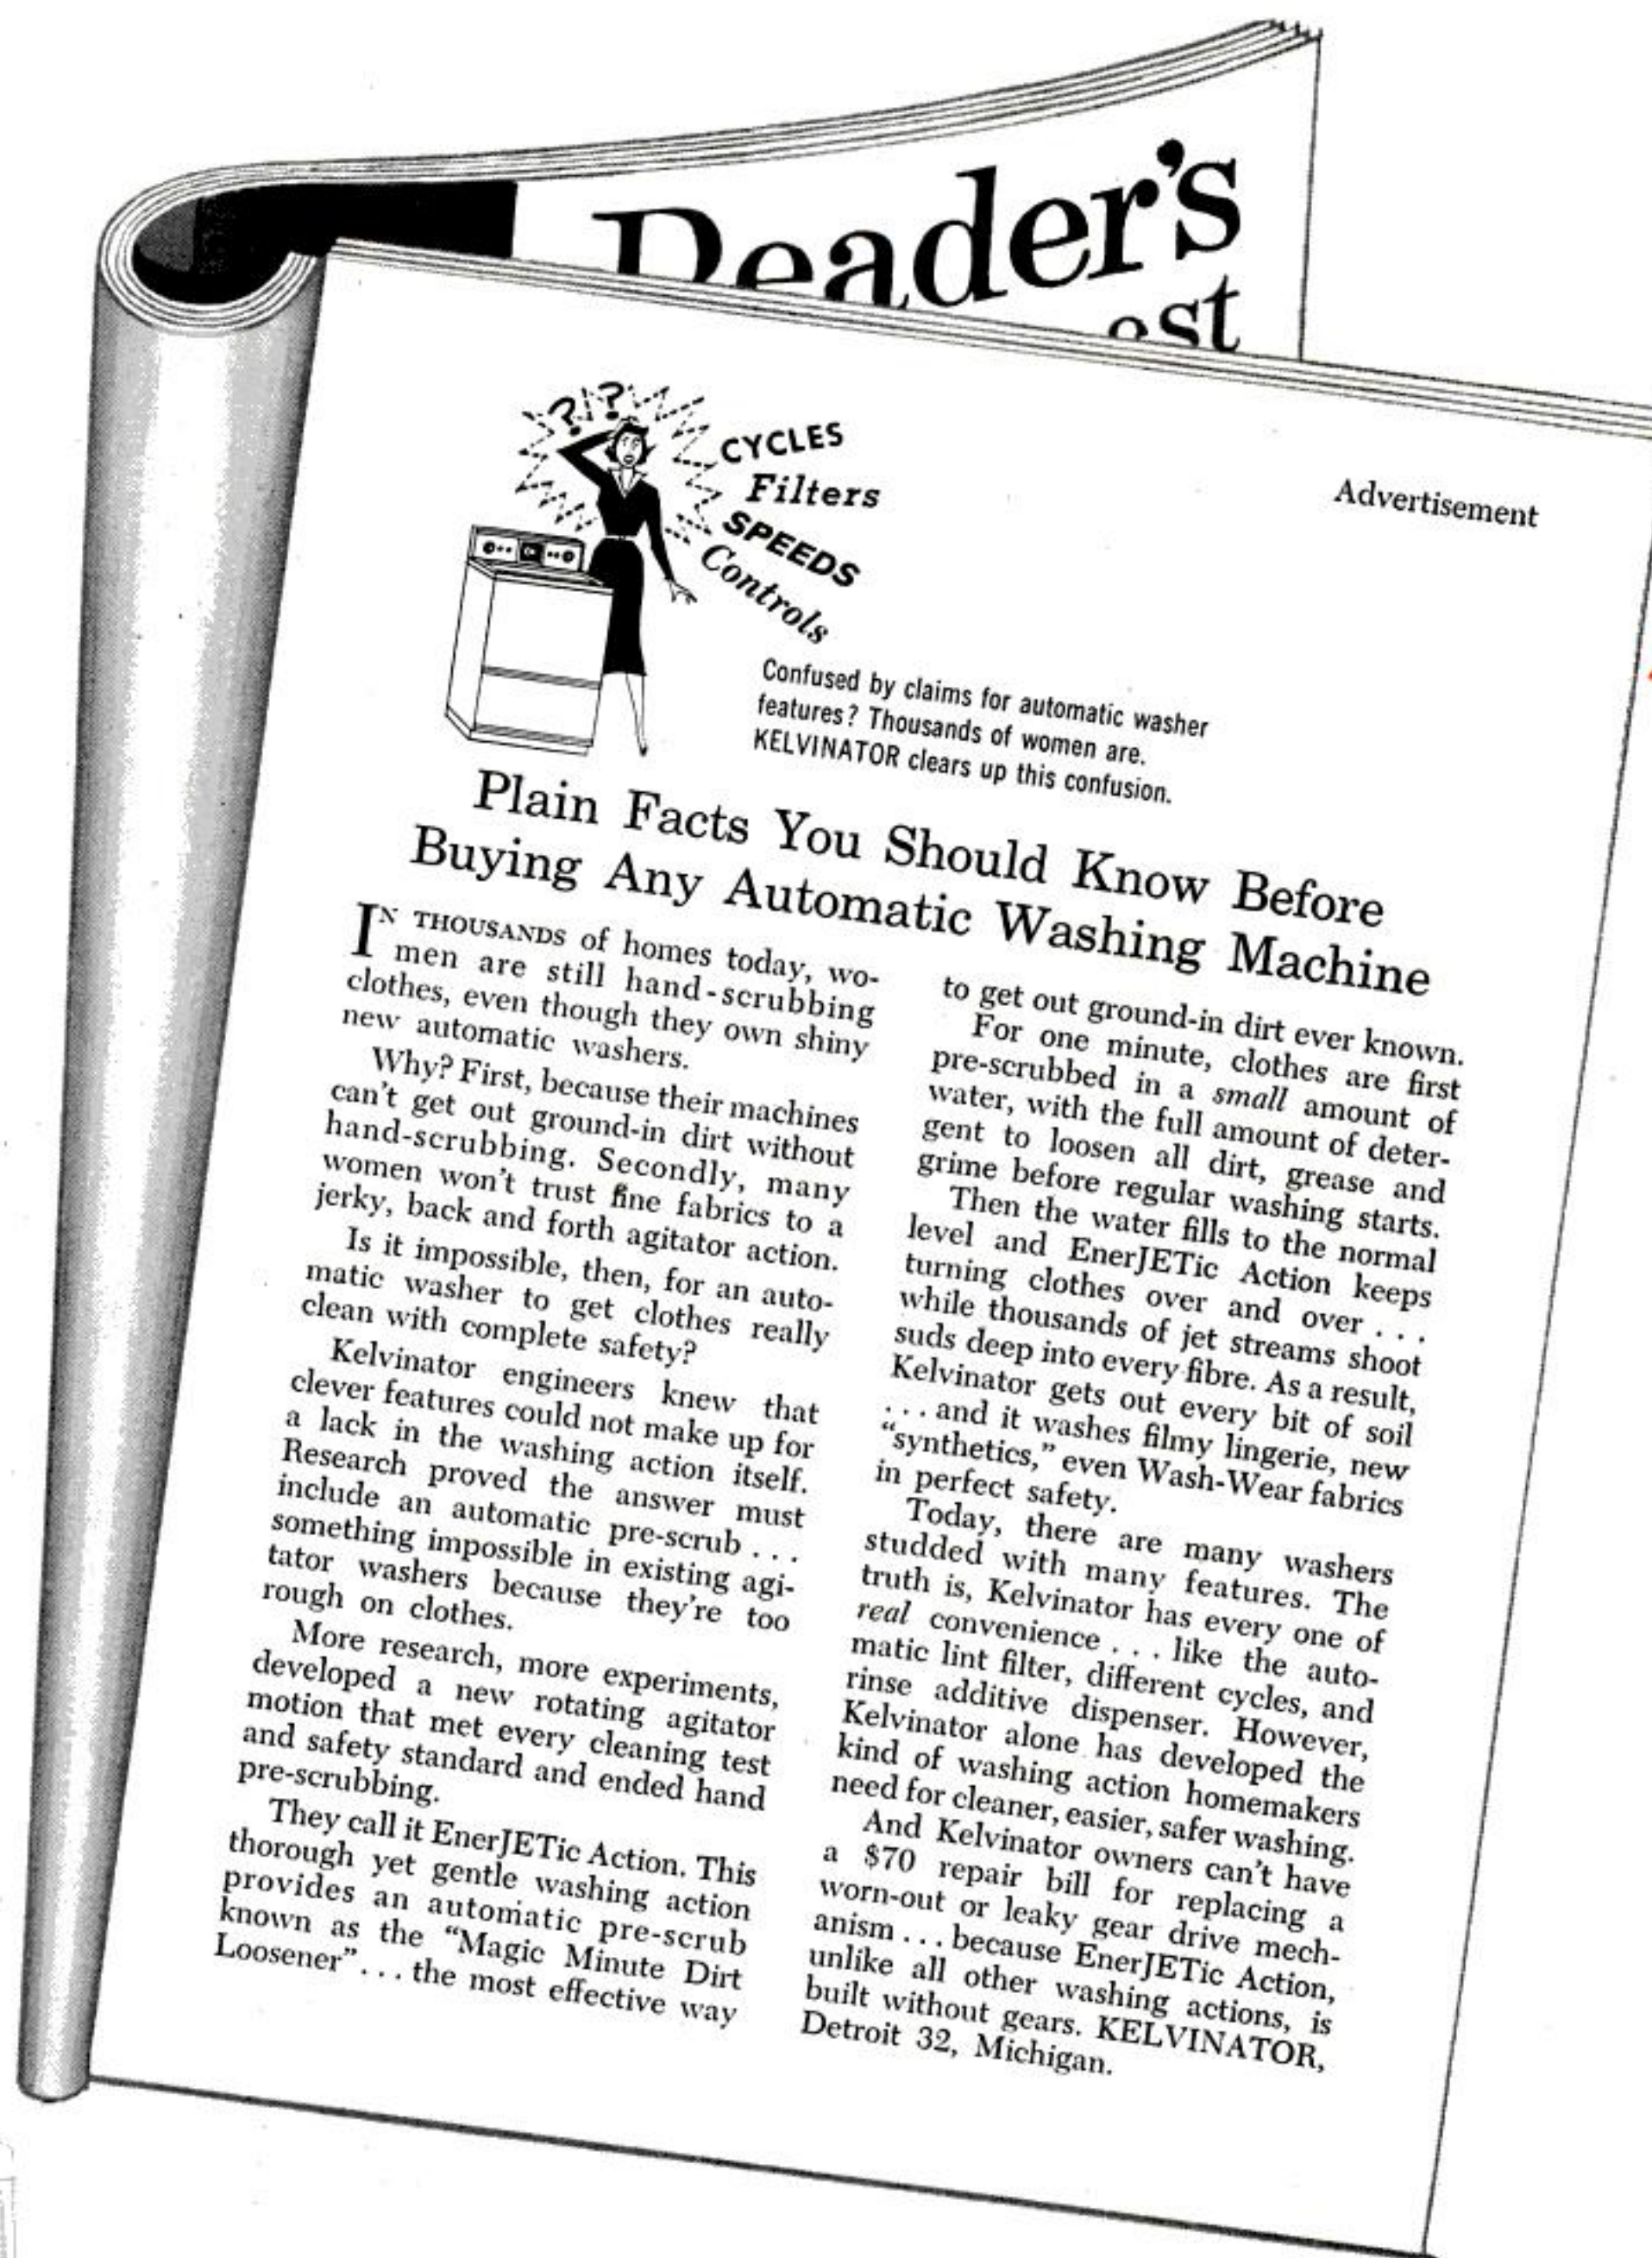 Reader's
Advertisement
? ! ?
CYCLES
Filters
SPEEDS
Controls
Confused by claims for automatic washer
features? Thousands of women are.
KELVINATOR clears up this confusion.
Plain Facts You Should Know Before
Buying Any Automatic Washing Machine
IN THOUSANDS of homes today, wo-
men are still hand-scrubbing
clothes, even though they own shiny
new automatic washers.
Why? First, because their machines
can't get out ground-in dirt without
hand-scrubbing. Secondly, many
women won't trust fine fabrics to a
jerky, back and forth agitator action.
Is it impossible, then, for an auto-
matic washer to get clothes really
clean with complete safety?
Kelvinator engineers knew that
clever features could not make up for
a lack in the washing action itself.
Research proved the answer must
include an automatic pre-scrub . . .
something impossible in existing agi-
tator washers because they're too
rough on clothes.
More research, more experiments,
developed a new rotating agitator
motion that met every cleaning test
and safety standard and ended hand
pre-scrubbing.
They call it EnerJETic Action. This
thorough yet gentle washing action
provides an automatic pre-scrub
known as the "Magic Minute Dirt
Loosener" . . . the most effective way
to get out ground-in dirt ever known.
For one minute, clothes are first
pre-scrubbed in a small amount of
water, with the full amount of deter-
gent to loosen all dirt, grease and
grime before regular washing starts.
Then the water fills to the normal
level and EnerJETic Action keeps
turning clothes over and over . . .
while thousands of jet streams shoot
suds deep into every fibre. As a result,
Kelvinator gets out every bit of soil
. . . and it washes filmy lingerie, new
"synthetics," even Wash-Wear fabrics
in perfect safety.
Today, there are many washers
studded with many features. The
truth is, Kelvinator has every one of
real convenience . . . like the auto-
matic lint filter, different cycles, and
rinse additive dispenser. However,
Kelvinator alone has developed the
kind of washing action homemakers
need for cleaner, easier, safer washing.
And Kelvinator owners can't have
a $70 repair bill for replacing a
worn-out or leaky gear drive mech-
anism . . . because EnerJETic Action,
unlike all other washing actions, is
built without gears. KELVINATOR,
Detroit 32, Michigan.